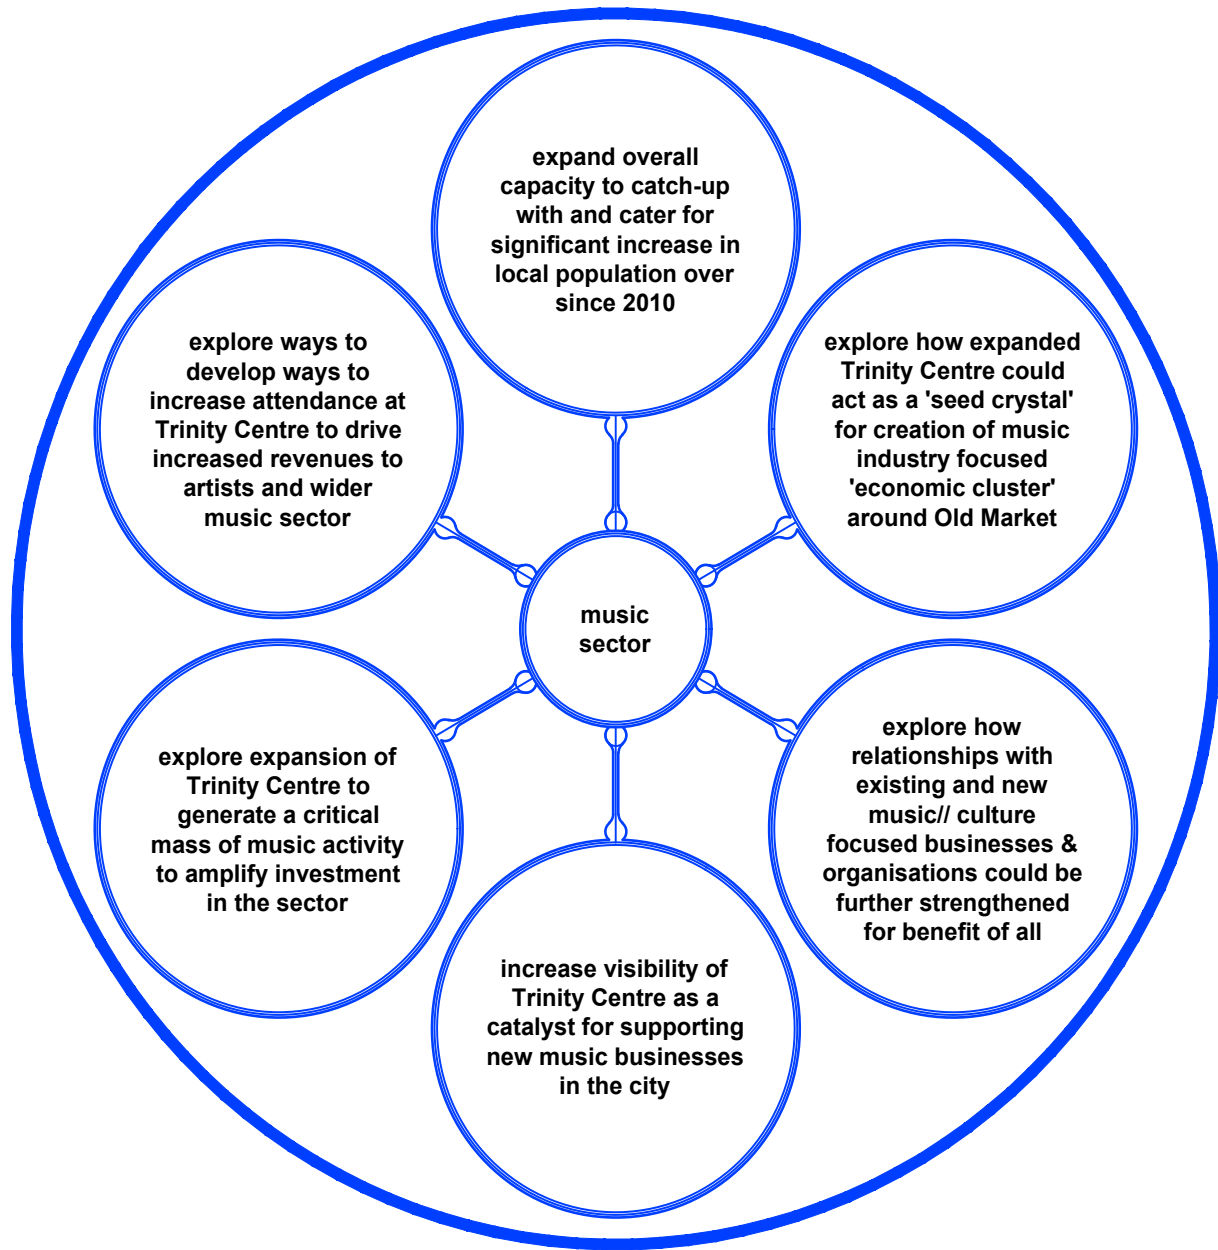 expand overall
capacity to catch-up
with and cater for
significant increase in
local population over
since 2010
explore how expanded
Trinity Centre could
act as a 'seed crystal'
for creation of music
industry focused
'economic cluster'
around Old Market
explore how
relationships with
existing and new
music// culture
focused businesses &
organisations could be
further strengthened
for benefit of all
increase visibility of
Trinity Centre as a
catalyst for supporting
new music businesses
in the city
explore expansion of
Trinity Centre to
generate a critical
mass of music activity
to amplify investment
in the sector
explore ways to
develop ways to
increase attendance at
Trinity Centre to drive
increased revenues to
artists and wider
music sector
music
sector